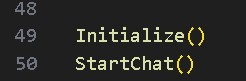 48
49 Initialize()
50 StartChat()